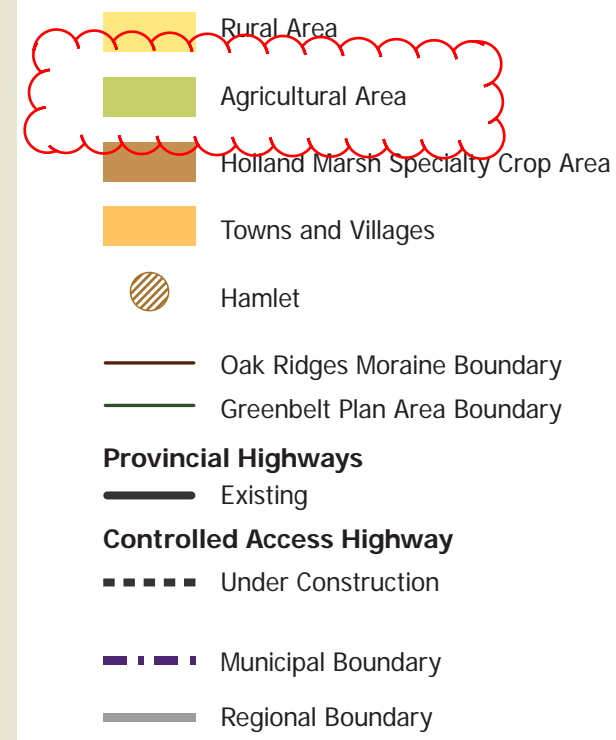 Rural Area
Agricultural Area
Holland Marsh Specialty Crop Area
Towns and Villages
Hamlet
Oak Ridges Moraine Boundary
Greenbelt Plan Area Boundary
Provincial Highways
Existing
Controlled Access Highway
Under Construction
Municipal Boundary
Regional Boundary